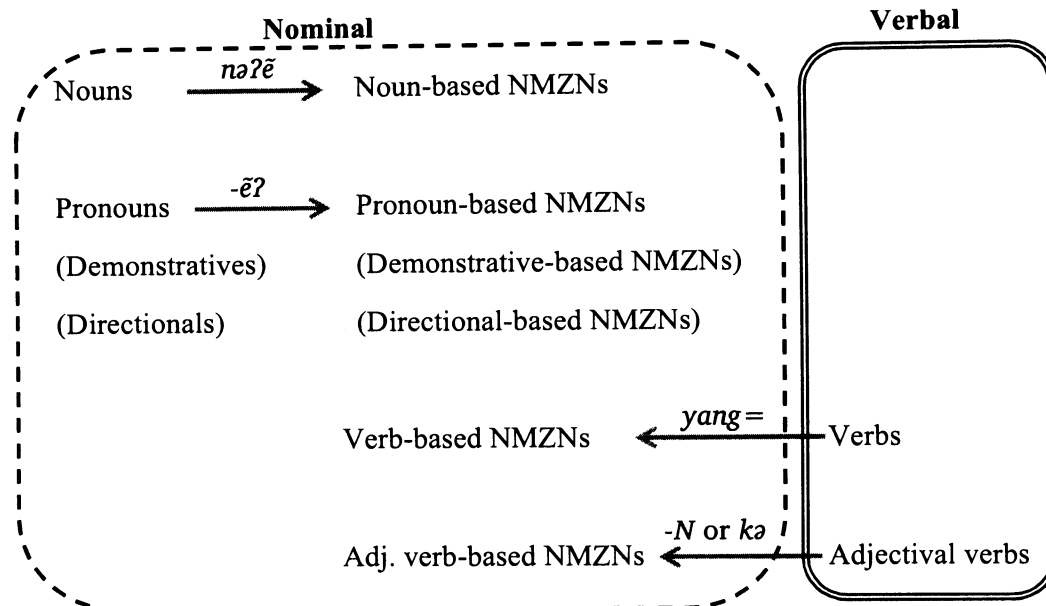 Nominal Verbal
nəʔẽ
Nouns Noun-based NMZNs
-ẽʔ
Pronouns Pronoun-based NMZNs
(Demonstratives) (Demonstrative-based NMZNs)
(Directionals) (Directional-based NMZNs)
yang=
Verb-based NMZNs Verbs
-N or kə
Adj. verb-based NMZNs Adjectival verbs